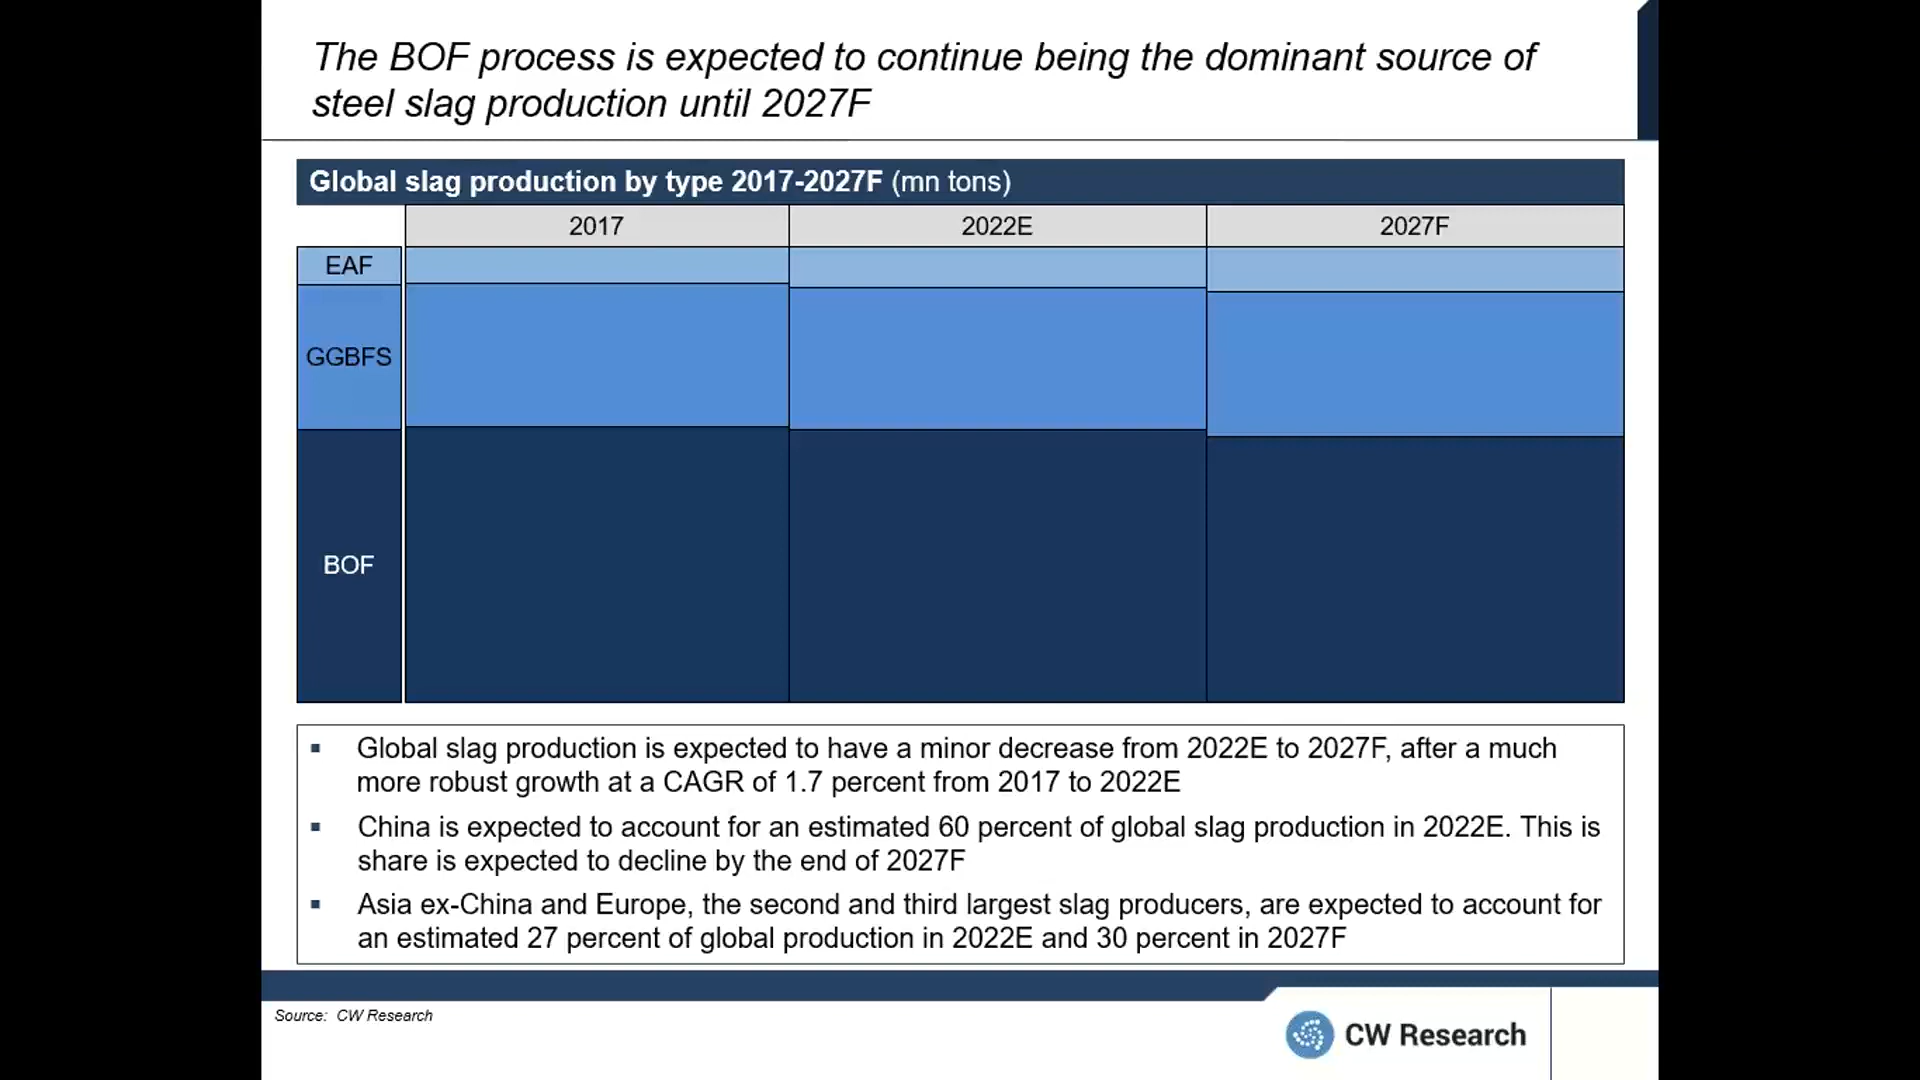 The BOF process is expected to continue being the dominant source of
steel slag production until 2027F
Global slag production by type 2017-2027F (mn tons)
2017 2022E 2027F
EAF
GGBFS
BOF
▪ Global slag production is expected to have a minor decrease from 2022E to 2027F, after a much
more robust growth at a CAGR of 1.7 percent from 2017 to 2022E
▪ China is expected to account for an estimated 60 percent of global slag production in 2022E. This is
share is expected to decline by the end of 2027F
▪ Asia ex-China and Europe, the second and third largest slag producers, are expected to account for
an estimated 27 percent of global production in 2022E and 30 percent in 2027F
Source: CW Research
CW Research